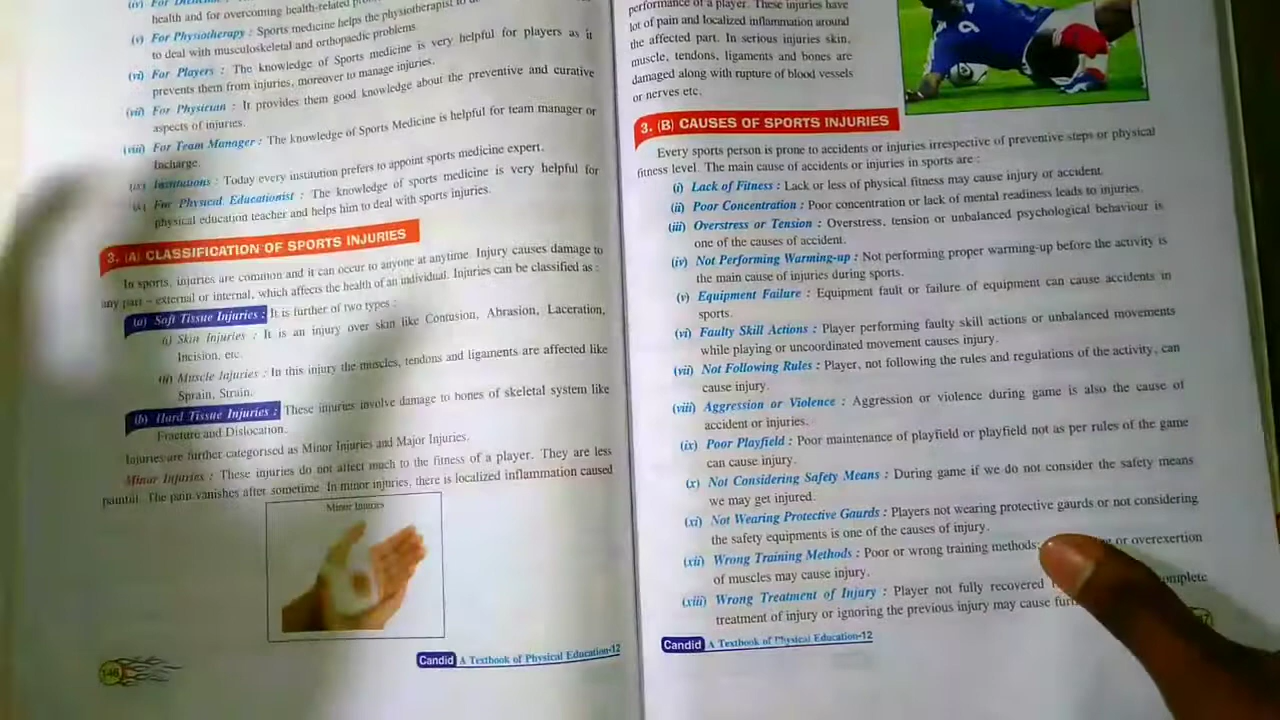 (iv) For
health and for overcoming health-related
(v) For Physiotherapy : Sports medicine helps the physiotherapist to
to deal with musculoskeletal and orthopaedic problems.
(vi) For Players : The knowledge of Sports medicine is very helpful for players as it
prevents them from injuries, moreover to manage injuries.
(vii) For Physician : It provides them good knowledge about the preventive and curative
aspects of injuries.
(viii) For Team Manager : The knowledge of Sports Medicine is helpful for team manager or
Incharge.
(ix) Institutions : Today every institution prefers to appoint sports medicine expert.
(x) For Physical Educationist : The knowledge of sports medicine is very helpful for
physical education teacher and helps him to deal with sports injuries.
3. (A) CLASSIFICATION OF SPORTS INJURIES
In sports, injuries are common and it can occur to anyone at anytime. Injury causes damage to
any part – external or internal, which affects the health of an individual. Injuries can be classified as :
(a) Soft Tissue Injuries : It is further of two types :
(i) Skin Injuries : It is an injury over skin like Contusion, Abrasion, Laceration,
Incision, etc.
(ii) Muscle Injuries : In this injury the muscles, tendons and ligaments are affected like
Sprain, Strain.
(b) Hard Tissue Injuries : These injuries involve damage to bones of skeletal system like
Fracture and Dislocation.
Injuries are further categorised as Minor Injuries and Major Injuries.
Minor Injuries : These injuries do not affect much to the fitness of a player. They are less
painful. The pain vanishes after sometime. In minor injuries, there is localized inflammation caused
Minor Injuries
Candid A Textbook of Physical Education-12
146
performance of a player. These injuries have
lot of pain and localized inflammation around
the affected part. In serious injuries skin,
muscle, tendons, ligaments and bones are
damaged along with rupture of blood vessels
or nerves etc.
9
3. (B) CAUSES OF SPORTS INJURIES
Every sports person is prone to accidents or injuries irrespective of preventive steps or physical
fitness level. The main cause of accidents or injuries in sports are :
(i) Lack of Fitness : Lack or less of physical fitness may cause injury or accident.
(ii) Poor Concentration : Poor concentration or lack of mental readiness leads to injuries.
(iii) Overstress or Tension : Overstress, tension or unbalanced psychological behaviour is
one of the causes of accident.
(iv) Not Performing Warming-up : Not performing proper warming-up before the activity is
the main cause of injuries during sports.
(v) Equipment Failure : Equipment fault or failure of equipment can cause accidents in
sports.
(vi) Faulty Skill Actions : Player performing faulty skill actions or unbalanced movements
while playing or uncoordinated movement causes injury.
(vii) Not Following Rules : Player, not following the rules and regulations of the activity, can
cause injury.
(viii) Aggression or Violence : Aggression or violence during game is also the cause of
accident or injuries.
(ix) Poor Playfield : Poor maintenance of playfield or playfield not as per rules of the game
can cause injury.
(x) Not Considering Safety Means : During game if we do not consider the safety means
we may get injured.
(xi) Not Wearing Protective Gaurds : Players not wearing protective gaurds or not considering
the safety equipments is one of the causes of injury.
(xii) Wrong Training Methods : Poor or wrong training methods; or overexertion
of muscles may cause injury.
(xiii) Wrong Treatment of Injury : Player not fully recovered
treatment of injury or ignoring the previous injury may cause
Candid A Textbook of Physical Education-12